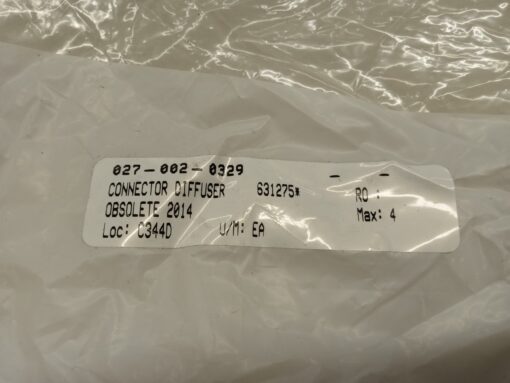 027-002-0329 - -
CONNECTOR DIFFUSER 631275* RO :
OBSOLETE 2014 Max: 4
Loc: C344D U/M: EA